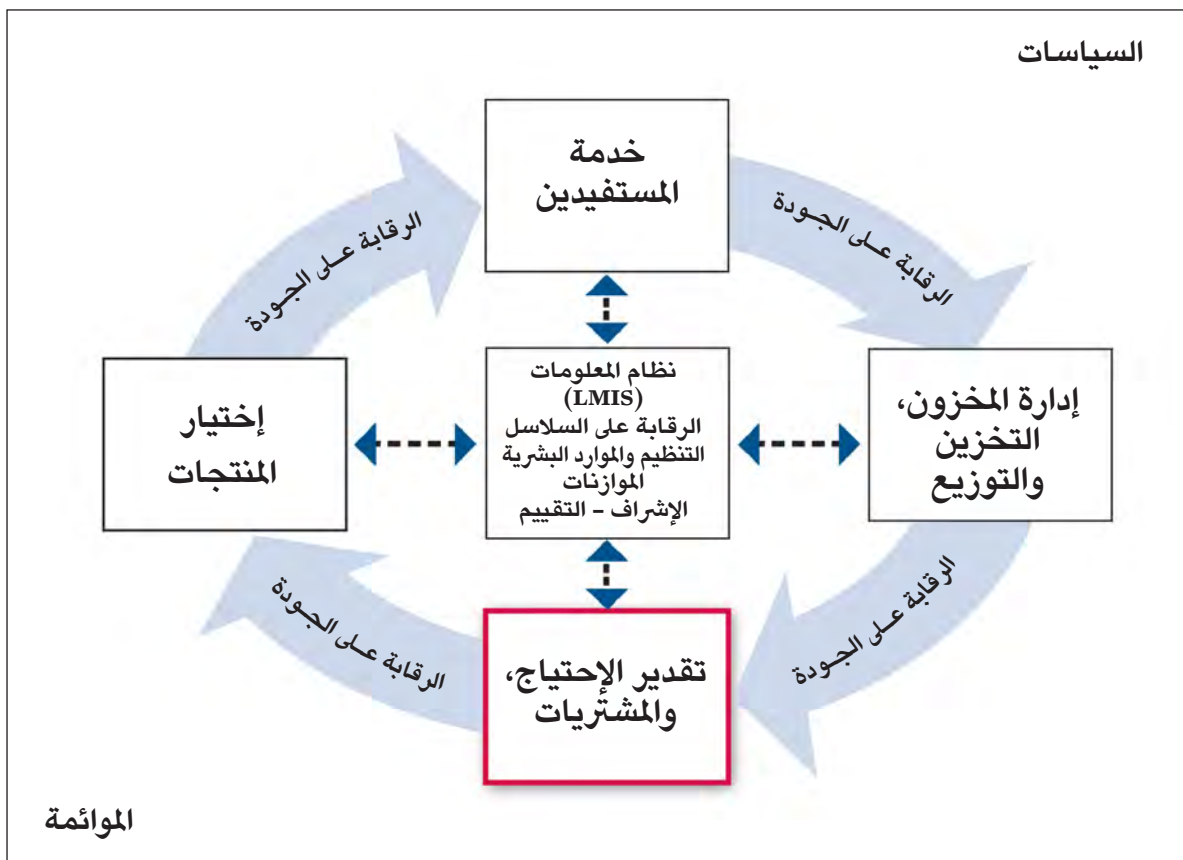 السياسات
خدمة
المستفيدين
الرقابة على الجودة
الرقابة على الجودة
إدارة المخزون،
التخزين
والتوزيع
نظام المعلومات
(LMIS)
الرقابة على السلاسل
التنظيم والموارد البشرية
الموازنات
الإشراف - التقييم
إختيار
المنتجات
الرقابة على الجودة
الرقابة على الجودة
تقدير الإحتياج،
والمشتريات
الموائمة